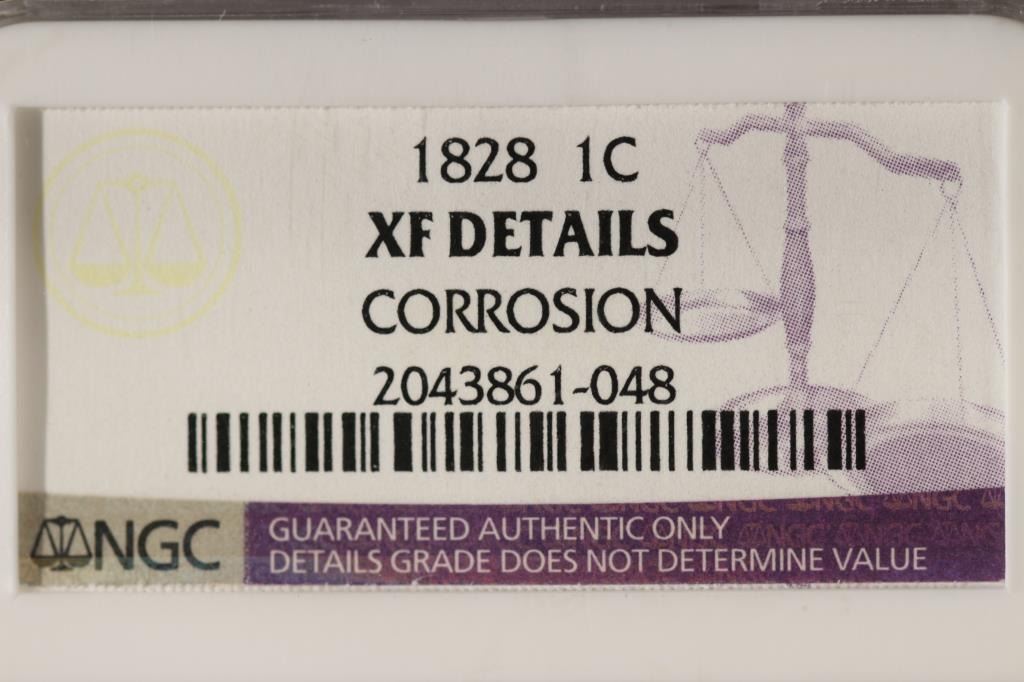 1828 1C
XF DETAILS
CORROSION
2043861-048
NGC
GUARANTEED AUTHENTIC ONLY
DETAILS GRADE DOES NOT DETERMINE VALUE